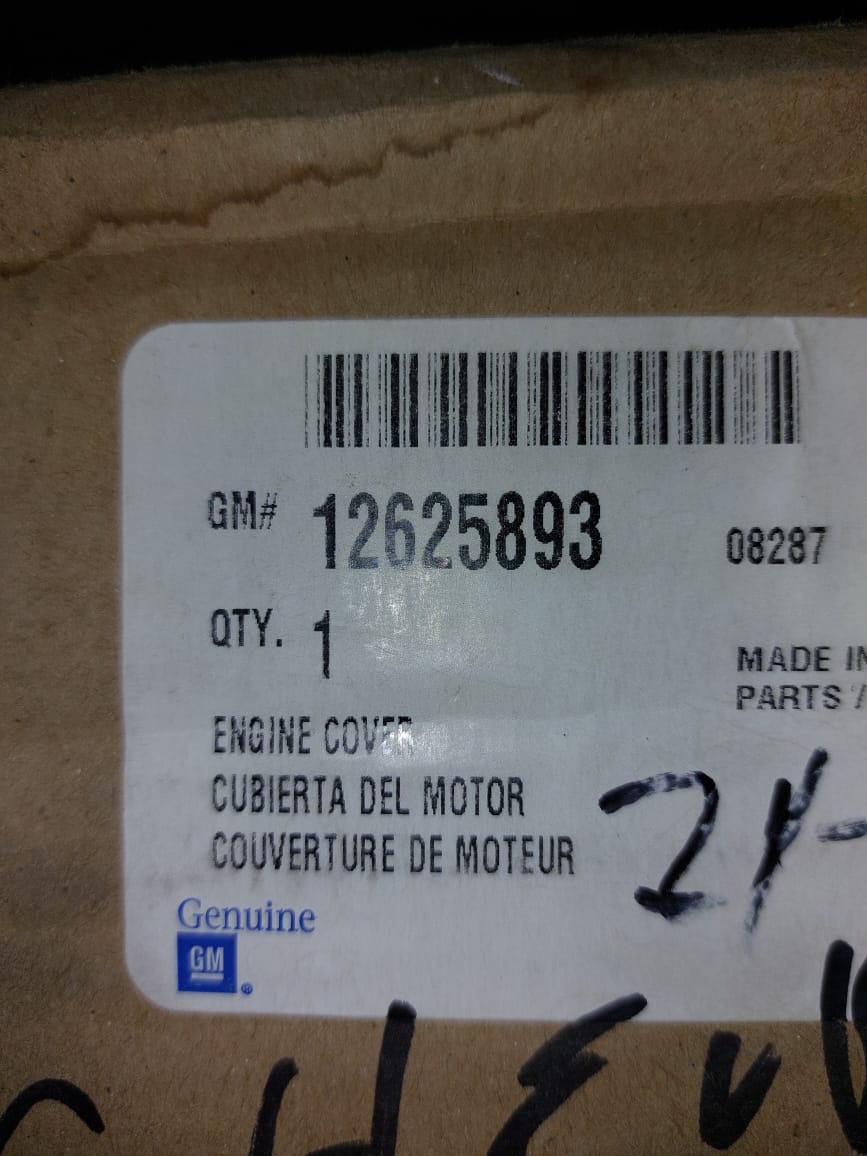 GM# 12625893
08287
QTY. 1
MADE IN
PARTS
ENGINE COVER
CUBIERTA DEL MOTOR
COUVERTURE DE MOTEUR
Genuine
GM
®